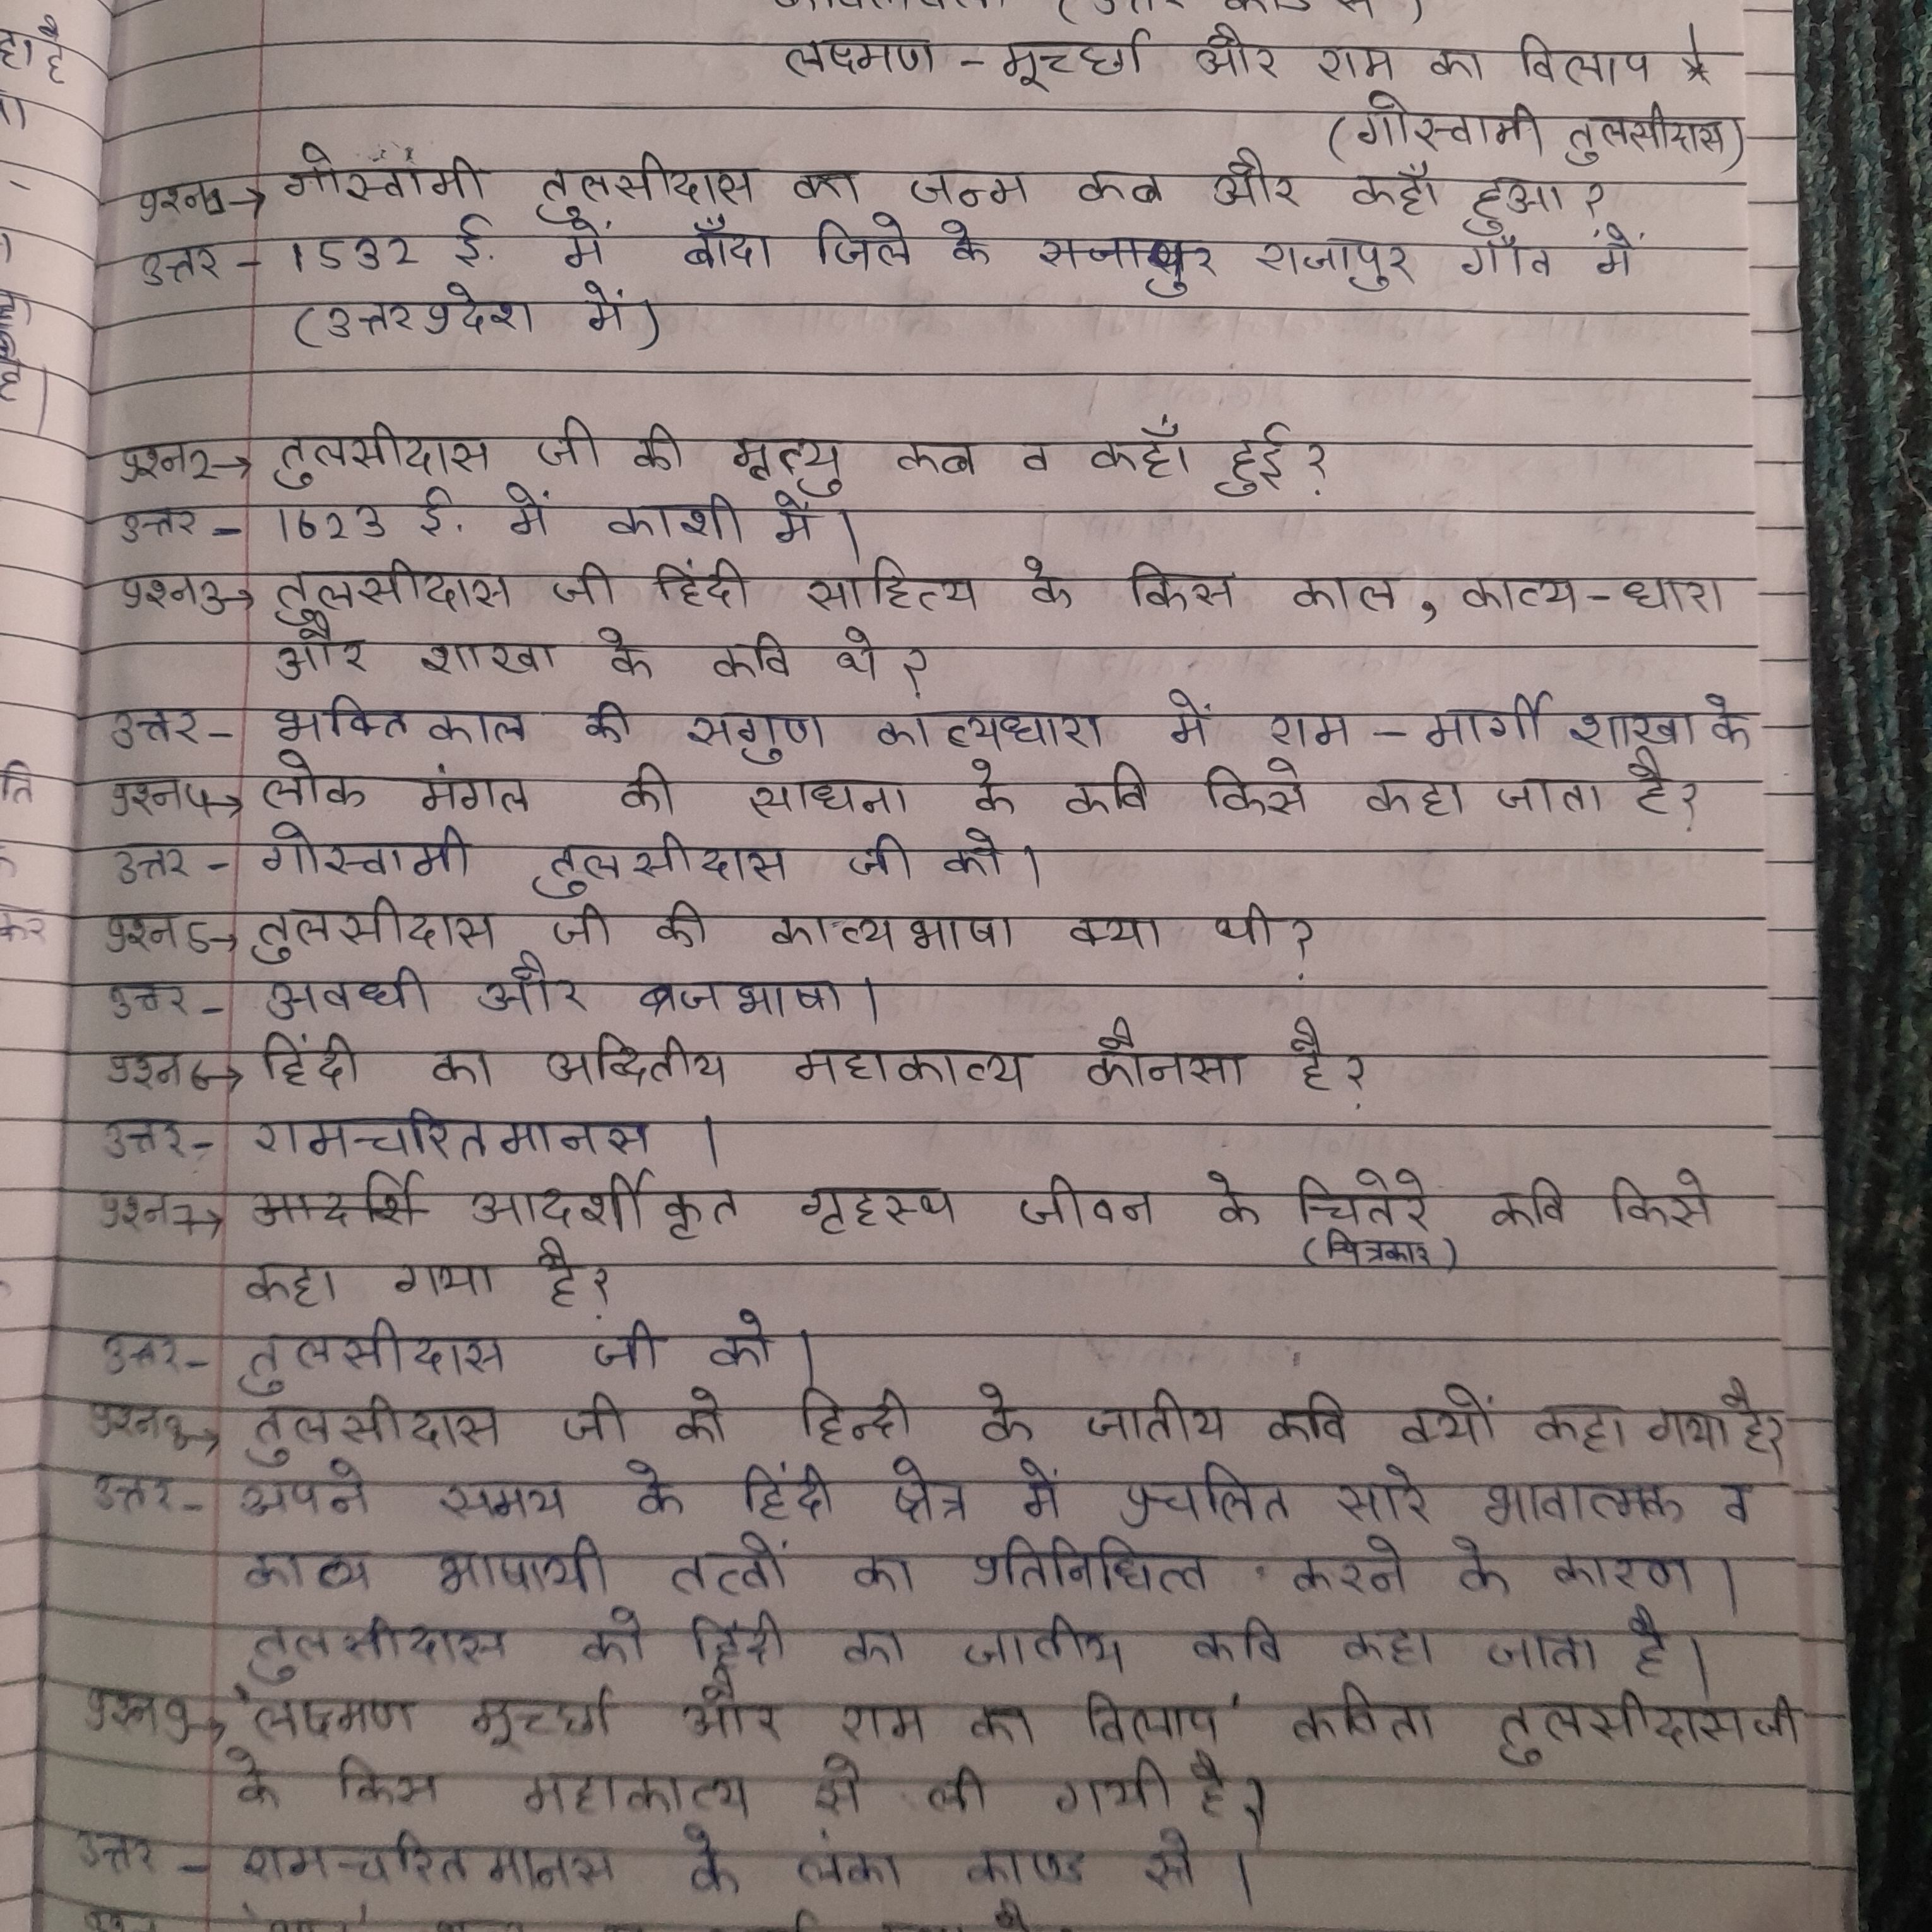 लक्ष्मण - मूर्च्छा और राम का विलाप *
(गोस्वामी तुलसीदास)
प्रश्न1→ गोस्वामी तुलसीदास का जन्म कब और कहाँ हुआ?
उत्तर - 1532 ई. में बाँदा जिले के राजापुर गाँव में
(उत्तरप्रदेश में)
प्रश्न2→ तुलसीदास जी की मृत्यु कब व कहाँ हुई?
उत्तर - 1623 ई. में काशी में।
प्रश्न3→ तुलसीदास जी हिंदी साहित्य के किस काल, काव्य-धारा
और शाखा के कवि थे?
उत्तर - भक्तिकाल की सगुण काव्यधारा में राम - मार्गी शाखा के
प्रश्न4→ लोक मंगल की साधना के कवि किसे कहा जाता है?
उत्तर - गोस्वामी तुलसीदास जी को।
प्रश्न5→ तुलसीदास जी की काव्यभाषा क्या थी?
उत्तर - अवधी और ब्रजभाषा।
प्रश्न6→ हिंदी का अद्वितीय महाकाव्य कौनसा है?
उत्तर - रामचरितमानस।
प्रश्न7→ आदर्शीकृत गृहस्थ जीवन के चितेरे कवि किसे
(चित्रकार)
कहा गया है?
उत्तर - तुलसीदास जी को।
प्रश्न8→ तुलसीदास जी को हिन्दी के जातीय कवि क्यों कहा गया है?
उत्तर - अपने समय के हिंदी क्षेत्र में प्रचलित सारे भावात्मक व
काव्य भाषायी तत्वों का प्रतिनिधित्व करने के कारण।
तुलसीदास को हिंदी का जातीय कवि कहा जाता है।
प्रश्न9→ 'लक्ष्मण मूर्च्छा और राम का विलाप' कविता तुलसीदासजी
के किस महाकाव्य से ली गयी है?
उत्तर - रामचरितमानस के लंका काण्ड से।